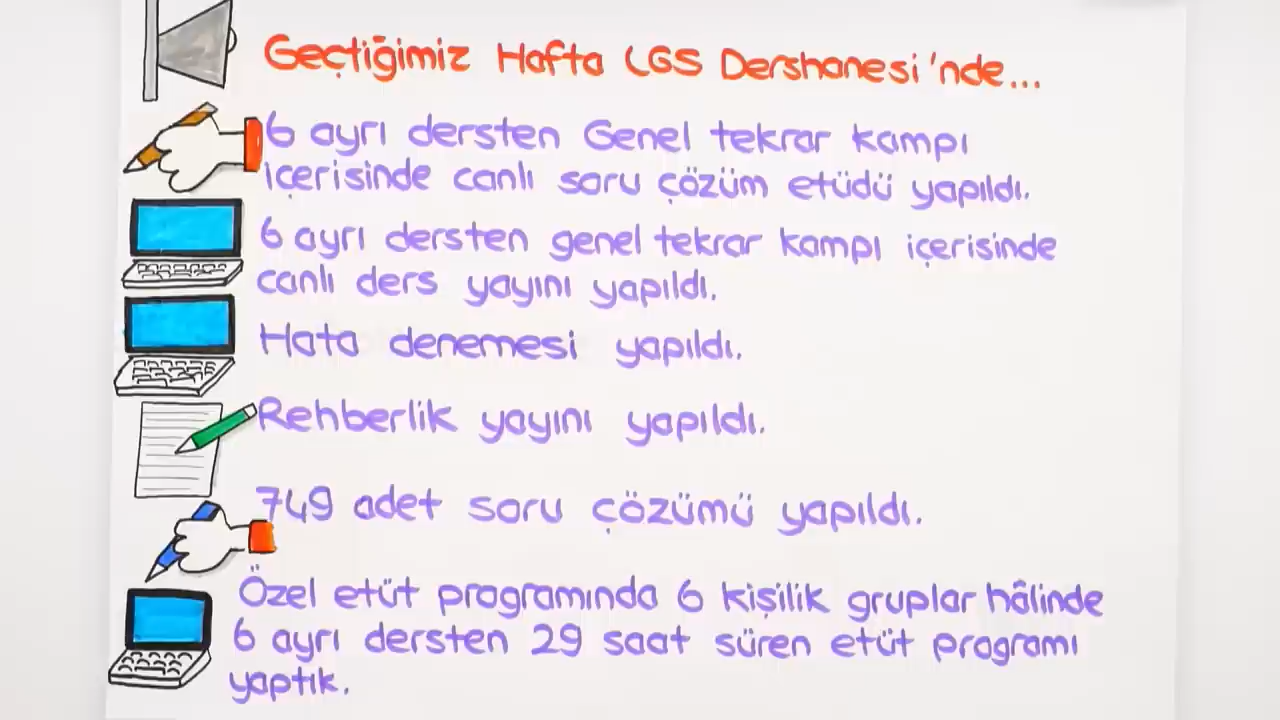 Geçtiğimiz Hafta LGS Dershanesi'nde...
6 ayrı dersten Genel tekrar kampı
içerisinde canlı soru çözüm etüdü yapıldı.
6 ayrı dersten genel tekrar kampı içerisinde
canlı ders yayını yapıldı.
Hata denemesi yapıldı.
Rehberlik yayını yapıldı.
749 adet soru çözümü yapıldı.
Özel etüt programında 6 kişilik gruplar hâlinde
6 ayrı dersten 29 saat süren etüt programı
yaptık.